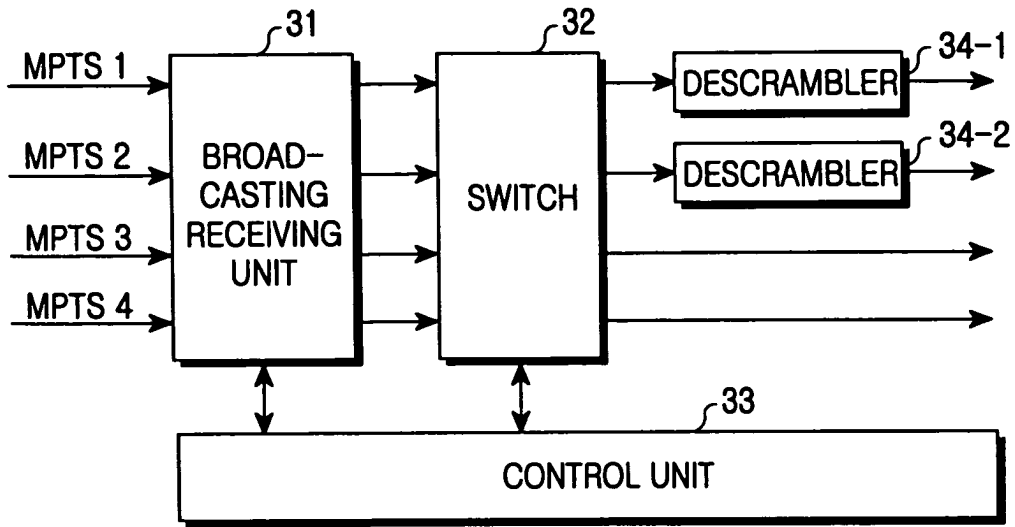 31
32
34-1
MPTS 1
DESCRAMBLER
34-2
MPTS 2
BROAD-
CASTING
RECEIVING
UNIT
SWITCH
DESCRAMBLER
MPTS 3
MPTS 4
33
CONTROL UNIT